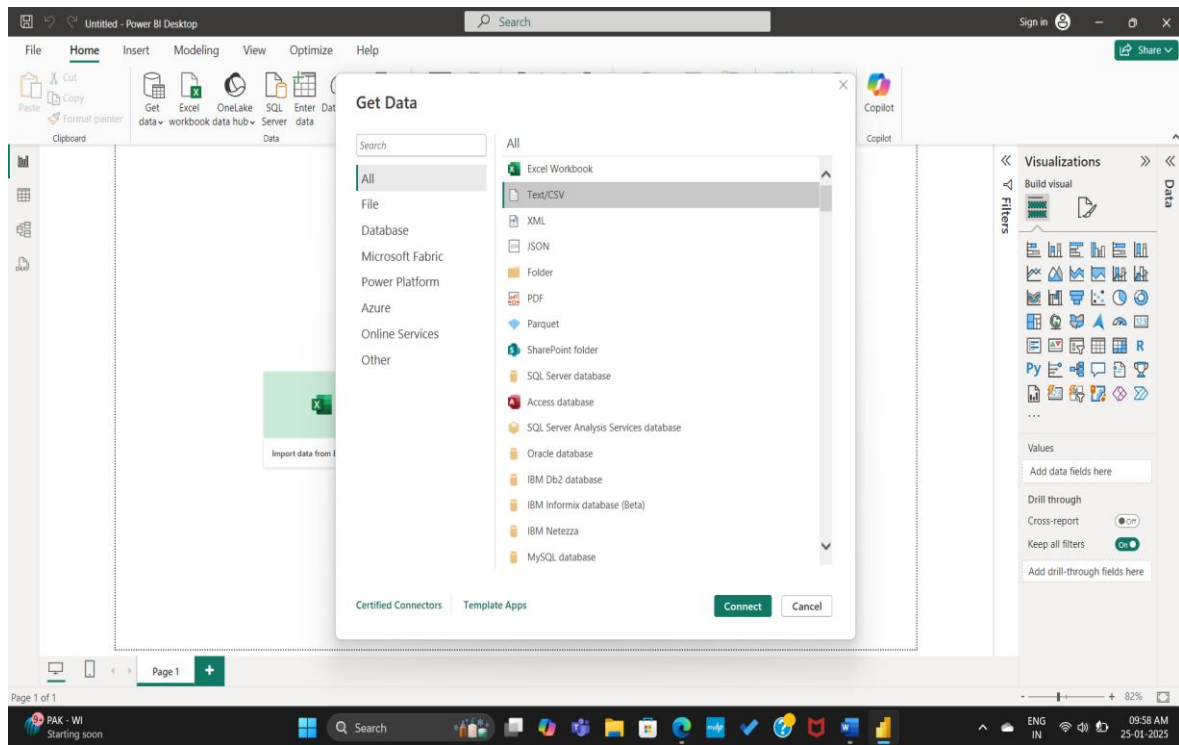 Untitled - Power BI Desktop
Search
Sign in
File Home Insert Modeling View Optimize Help
Share
Paste
Cut
Copy
Format painter
Clipboard
Get data
Excel workbook
OneLake data hub
SQL Server
Enter data
Dat
Data
Copilot
Copilot
Get Data
Search
All
File
Database
Microsoft Fabric
Power Platform
Azure
Online Services
Other
All
Excel Workbook
Text/CSV
XML
JSON
Folder
PDF
Parquet
SharePoint folder
SQL Server database
Access database
SQL Server Analysis Services database
Oracle database
IBM Db2 database
IBM Informix database (Beta)
IBM Netezza
MySQL database
Certified Connectors Template Apps
Connect Cancel
Import data from
Filters
Visualizations
Build visual
R
Py
...
Values
Add data fields here
Drill through
Cross-report
Off
Keep all filters
On
Add drill-through fields here
Data
Page 1
+
Page 1 of 1
- + 82%
PAK - WI
Starting soon
Search
ENG
IN
09:58 AM
25-01-2025